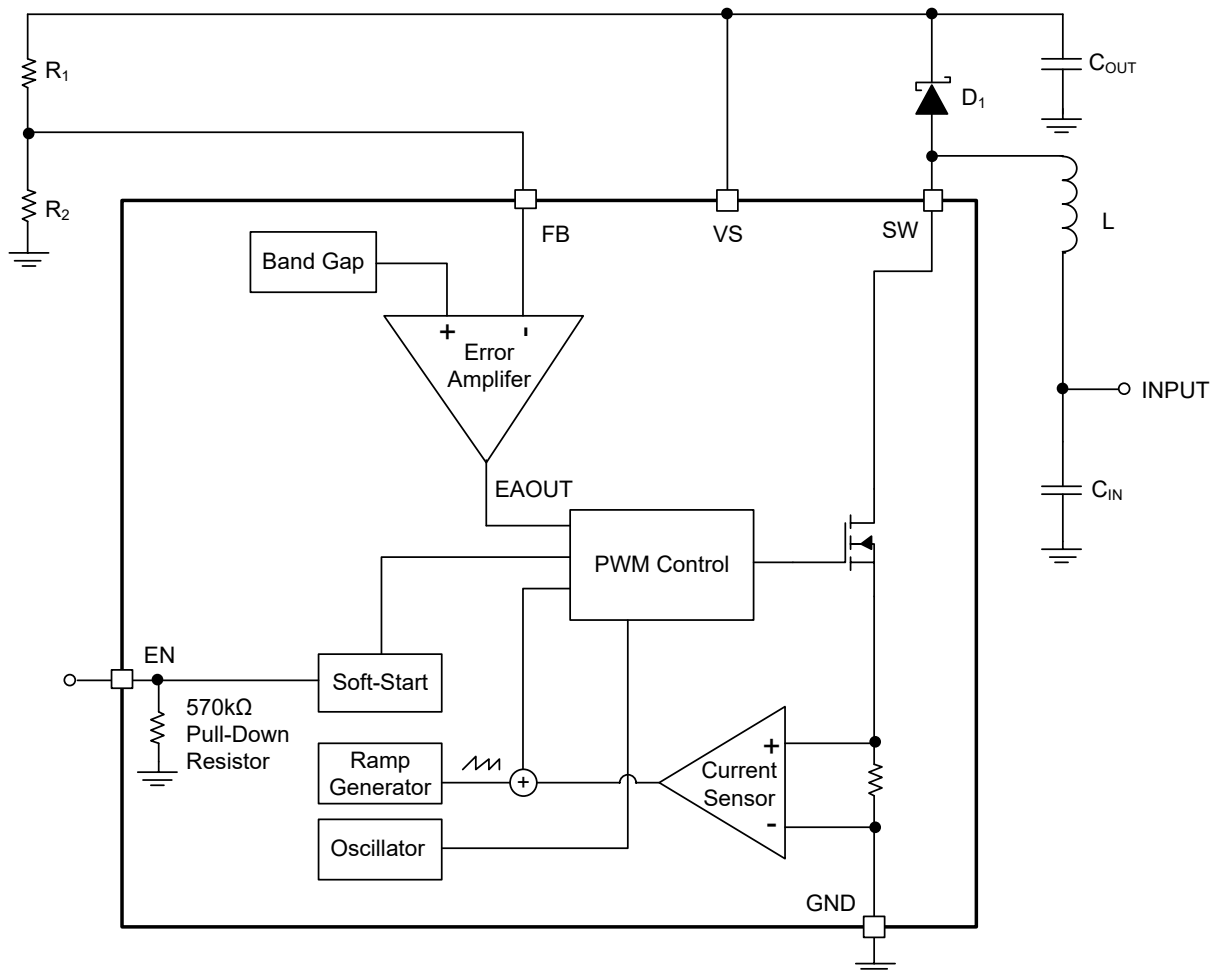 R1
COUT
D1
R2
FB
VS
SW
L
Band Gap
+
-
Error
Amplifer
INPUT
EAOUT
CIN
PWM Control
EN
Soft-Start
570kΩ
Pull-Down
Resistor
Ramp
Generator
+
+
Current
Sensor
-
Oscillator
GND